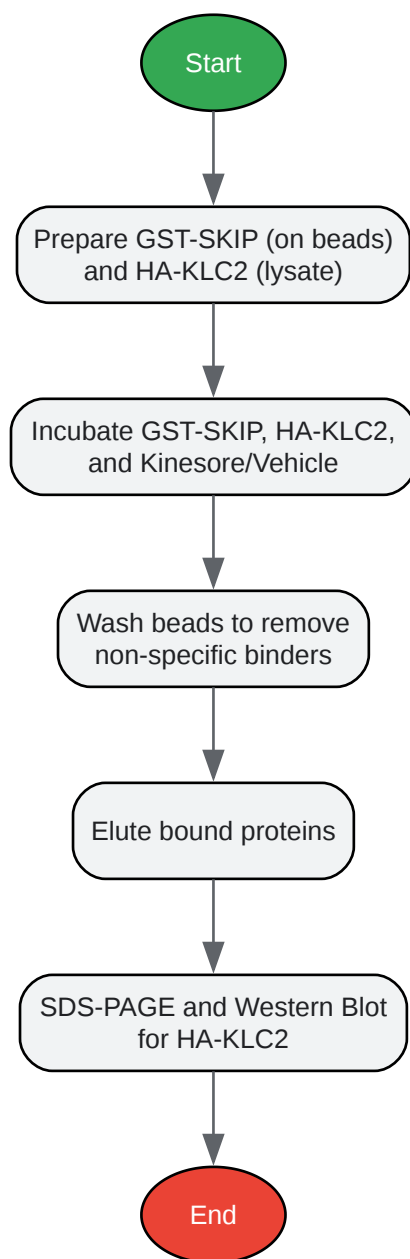 Start
Prepare GST-SKIP (on beads)
and HA-KLC2 (lysate)
Incubate GST-SKIP, HA-KLC2,
and Kinesore/Vehicle
Wash beads to remove
non-specific binders
Elute bound proteins
SDS-PAGE and Western Blot
for HA-KLC2
End